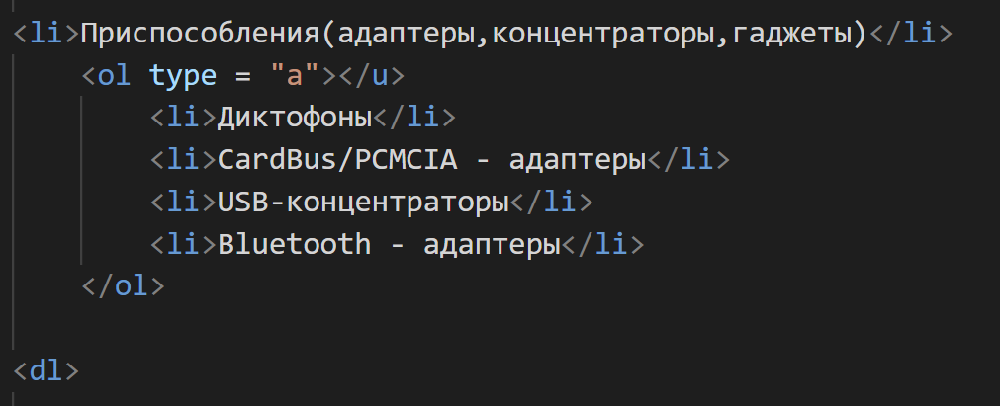 <li>Приспособления(адаптеры,концентраторы,гаджеты)</li>
<ol type = "a"></u>
<li>Диктофоны</li>
<li>CardBus/PCMCIA - адаптеры</li>
<li>USB-концентраторы</li>
<li>Bluetooth - адаптеры</li>
</ol>
<dl>